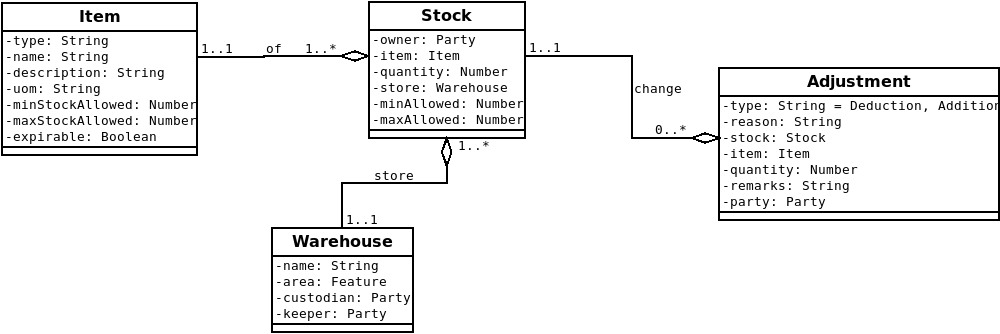 Item
-type: String
-name: String
-description: String
-uom: String
-minStockAllowed: Number
-maxStockAllowed: Number
-expirable: Boolean
1..1
of
1..*
Stock
-owner: Party
-item: Item
-quantity: Number
-store: Warehouse
-minAllowed: Number
-maxAllowed: Number
1..1
change
0..*
Adjustment
-type: String = Deduction, Addition
-reason: String
-stock: Stock
-item: Item
-quantity: Number
-remarks: String
-party: Party
1..*
store
1..1
Warehouse
-name: String
-area: Feature
-custodian: Party
-keeper: Party